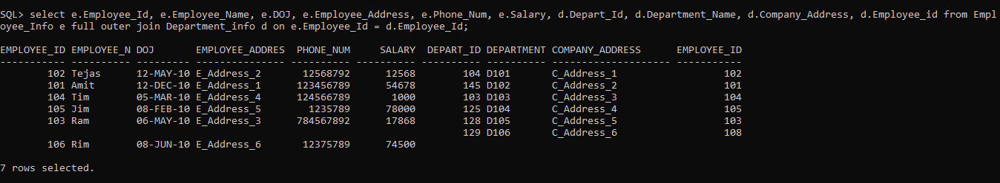 SQL> select e.Employee_Id, e.Employee_Name, e.DOJ, e.Employee_Address, e.Phone_Num, e.Salary, d.Depart_Id, d.Department_Name, d.Company_Address, d.Employee_id from Empl
oyee_Info e full outer join Department_info d on e.Employee_Id = d.Employee_Id;
EMPLOYEE_ID EMPLOYEE_N DOJ       EMPLOYEE_ADDRES  PHONE_NUM     SALARY  DEPART_ID DEPARTMENT COMPANY_ADDRESS      EMPLOYEE_ID
----------- ---------- --------- --------------- ---------- ---------- ---------- ---------- -------------------- -----------
        102 Tejas      12-MAY-10 E_Address_2       12568792      12568        104 D101       C_Address_1                  102
        101 Amit       12-DEC-10 E_Address_1      123456789      54678        145 D102       C_Address_2                  101
        104 Tim        05-MAR-10 E_Address_4      124566789       1000        103 D103       C_Address_3                  104
        105 Jim        08-FEB-10 E_Address_5        1235789      78000        125 D104       C_Address_4                  105
        103 Ram        06-MAY-10 E_Address_3      784567892      17868        128 D105       C_Address_5                  103
                                                                              129 D106       C_Address_6                  108
        106 Rim        08-JUN-10 E_Address_6       12375789      74500
7 rows selected.